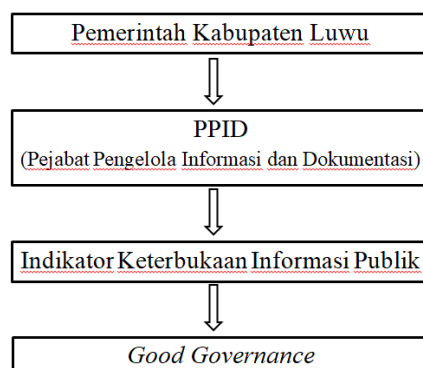 Pemerintah Kabupaten Luwu
PPID
(Pejabat Pengelola Informasi dan Dokumentasi)
Indikator Keterbukaan Informasi Publik
Good Governance